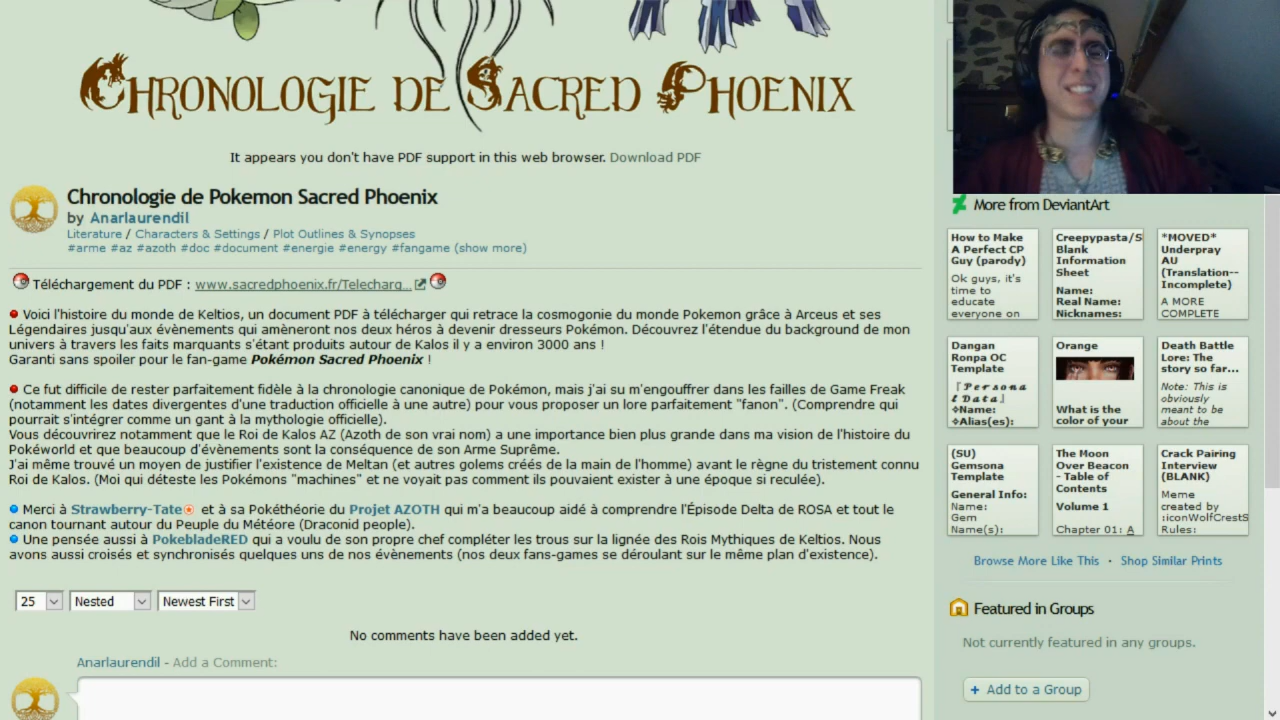 Chronologie de Sacred Phoenix
It appears you don't have PDF support in this web browser. Download PDF
Chronologie de Pokemon Sacred Phoenix
by Anarlaurendil
Literature / Characters & Settings / Plot Outlines & Synopses
#arme #az #azoth #doc #document #energie #energy #fangame (show more)
Téléchargement du PDF : www.sacredphoenix.fr/Telecharg...
Voici l'histoire du monde de Keltios, un document PDF à télécharger qui retrace la cosmogonie du monde Pokemon grâce à Arceus et ses
Légendaires jusqu'aux évènements qui amèneront nos deux héros à devenir dresseurs Pokémon. Découvrez l'étendue du background de mon
univers à travers les faits marquants s'étant produits autour de Kalos il y a environ 3000 ans !
Garanti sans spoiler pour le fan-game Pokémon Sacred Phoenix !
Ce fut difficile de rester parfaitement fidèle à la chronologie canonique de Pokémon, mais j'ai su m'engouffrer dans les failles de Game Freak
(notamment les dates divergentes d'une traduction officielle à une autre) pour vous proposer un lore parfaitement "fanon". (Comprendre qui
pourrait s'intégrer comme un gant à la mythologie officielle).
Vous découvrirez notamment que le Roi de Kalos AZ (Azoth de son vrai nom) a une importance bien plus grande dans ma vision de l'histoire du
Pokéworld et que beaucoup d'évènements sont la conséquence de son Arme Suprême.
J'ai même trouvé un moyen de justifier l'existence de Meltan (et autres golems créés de la main de l'homme) avant le règne du tristement connu
Roi de Kalos. (Moi qui déteste les Pokémons "machines" et ne voyait pas comment ils pouvaient exister à une époque si reculée).
Merci à Strawberry-Tate et à sa Pokéthéorie du Projet AZOTH qui m'a beaucoup aidé à comprendre l'Épisode Delta de ROSA et tout le
canon tournant autour du Peuple du Météore (Draconid people).
Une pensée aussi à PokebladeRED qui a voulu de son propre chef compléter les trous sur la lignée des Rois Mythiques de Keltios. Nous
avons aussi croisés et synchronisés quelques uns de nos évènements (nos deux fans-games se déroulant sur le même plan d'existence).
25 Nested Newest First
No comments have been added yet.
Anarlaurendil - Add a Comment:
More from DeviantArt
How to Make
A Perfect CP
Guy (parody)
Ok guys, it's
time to
educate
everyone on
Creepypasta/S
Blank
Information
Sheet
Name:
Real Name:
Nicknames:
*MOVED*
Underpray
AU
(Translation--
Incomplete)
A MORE
COMPLETE
Dangan
Ronpa OC
Template
『Persona
l Data』
❖Name:
❖Alias(es):
Orange
What is the
color of your
Death Battle
Lore: The
story so far...
Note: This is
obviously
meant to be
about the
(SU)
Gemsona
Template
General Info:
Name:
Gem
Name(s):
The Moon
Over Beacon
- Table of
Contents
Volume 1
Chapter 01: A
Crack Pairing
Interview
(BLANK)
Meme
created by
:iconWolfCrestS
Rules:
Browse More Like This · Shop Similar Prints
Featured in Groups
Not currently featured in any groups.
+ Add to a Group